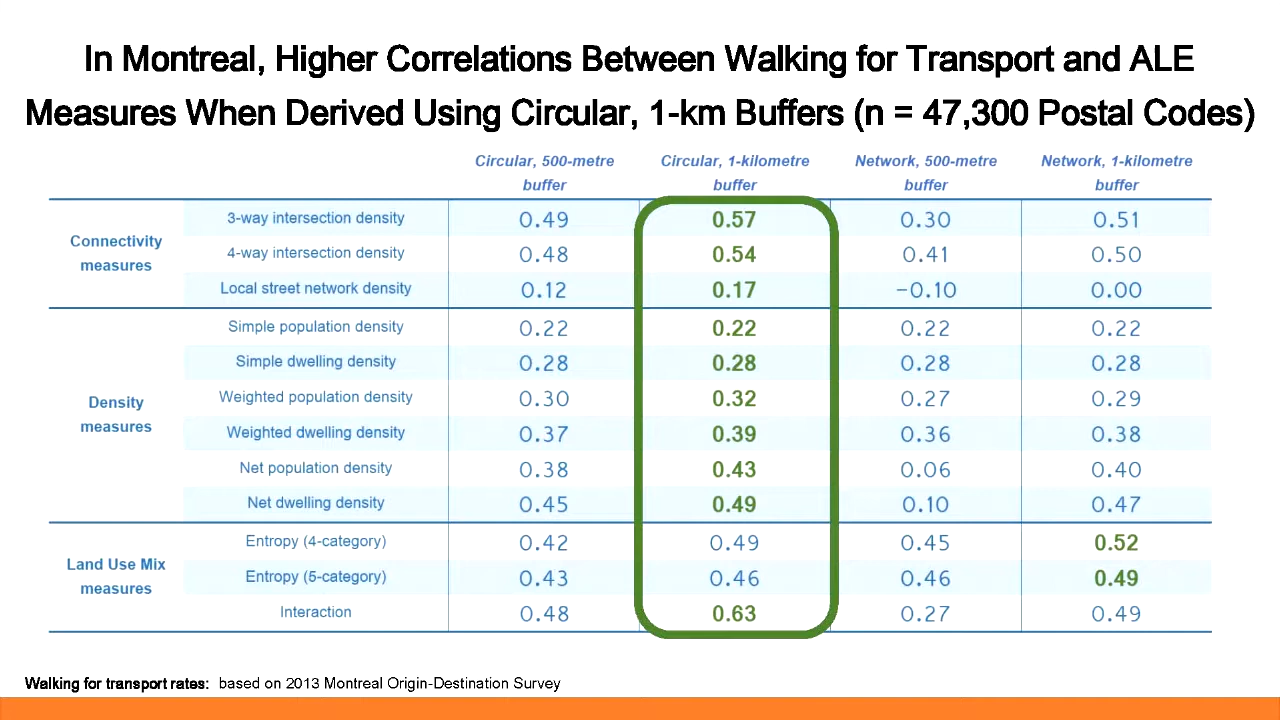 In Montreal, Higher Correlations Between Walking for Transport and ALE
Measures When Derived Using Circular, 1-km Buffers (n = 47,300 Postal Codes)
Circular, 500-metre buffer Circular, 1-kilometre buffer Network, 500-metre buffer Network, 1-kilometre buffer
Connectivity measures
3-way intersection density 0.49 0.57 0.30 0.51
4-way intersection density 0.48 0.54 0.41 0.50
Local street network density 0.12 0.17 −0.10 0.00
Density measures
Simple population density 0.22 0.22 0.22 0.22
Simple dwelling density 0.28 0.28 0.28 0.28
Weighted population density 0.30 0.32 0.27 0.29
Weighted dwelling density 0.37 0.39 0.36 0.38
Net population density 0.38 0.43 0.06 0.40
Net dwelling density 0.45 0.49 0.10 0.47
Land Use Mix measures
Entropy (4-category) 0.42 0.49 0.45 0.52
Entropy (5-category) 0.43 0.46 0.46 0.49
Interaction 0.48 0.63 0.27 0.49
Walking for transport rates: based on 2013 Montreal Origin-Destination Survey